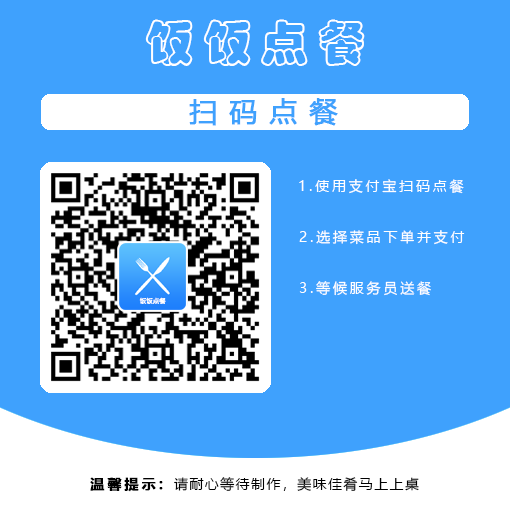 饭饭点餐
扫码点餐
1.使用支付宝扫码点餐
2.选择菜品下单并支付
3.等候服务员送餐
饭饭点餐
温馨提示：请耐心等待制作，美味佳肴马上上桌